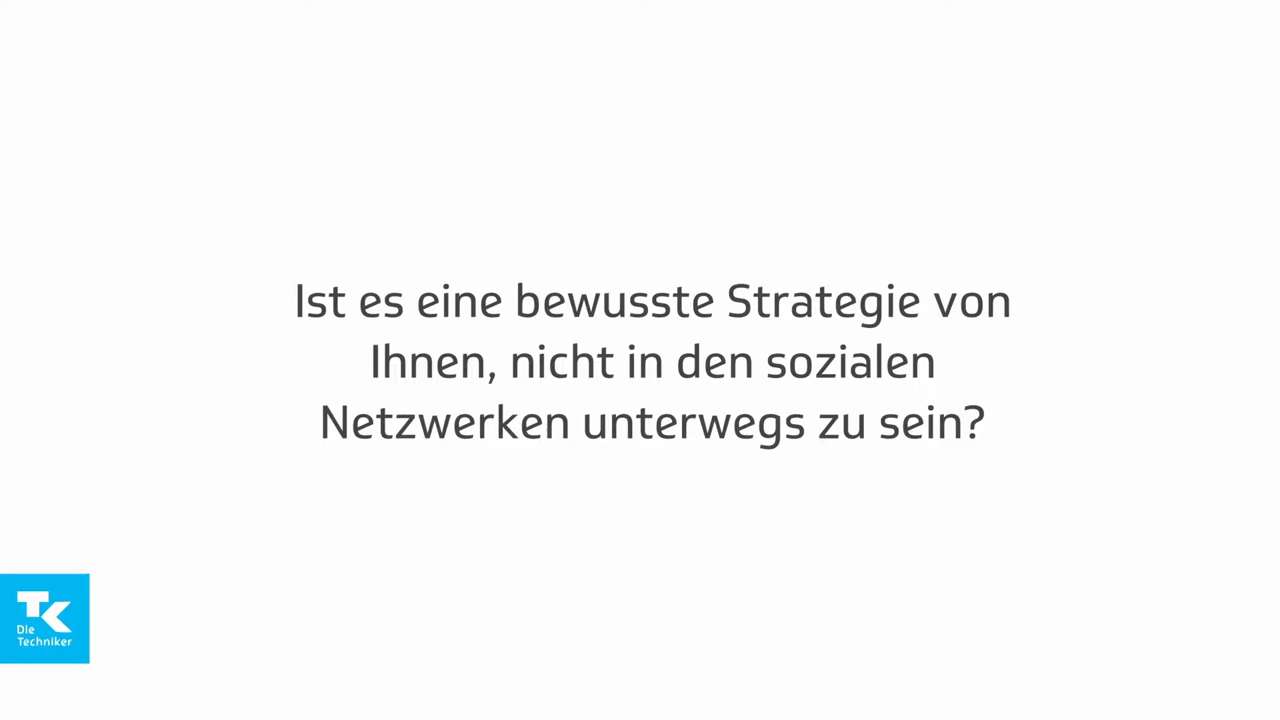 Ist es eine bewusste Strategie von
Ihnen, nicht in den sozialen
Netzwerken unterwegs zu sein?
TK
Die
Techniker